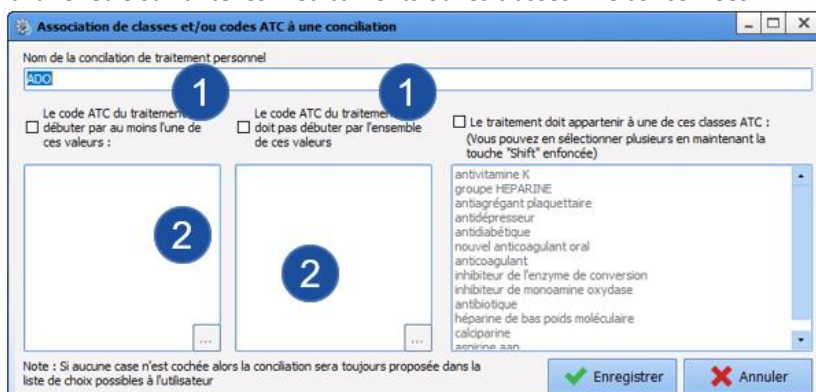 Association de classes et/ou codes ATC à une conciliation
Nom de la concilation de traitement personnel
ADO
1
1
Le code ATC du traitement
débuter par au moins l'une de
ces valeurs :
Le code ATC du traitement
doit pas débuter par l'ensemble
de ces valeurs
Le traitement doit appartenir à une de ces classes ATC :
(Vous pouvez en sélectionner plusieurs en maintenant la
touche "Shift" enfoncée)
2
...
2
...
antivitamine K
groupe HEPARINE
antiagrégant plaquettaire
antidépresseur
antidiabétique
nouvel anticoagulant oral
anticoagulant
inhibiteur de l'enzyme de conversion
inhibiteur de monoamine oxydase
antibiotique
héparine de bas poids moléculaire
calciparine
aspirine aap
Note : Si aucune case n'est cochée alors la conciliation sera toujours proposée dans la
liste de choix possibles à l'utilisateur
Enregistrer
Annuler